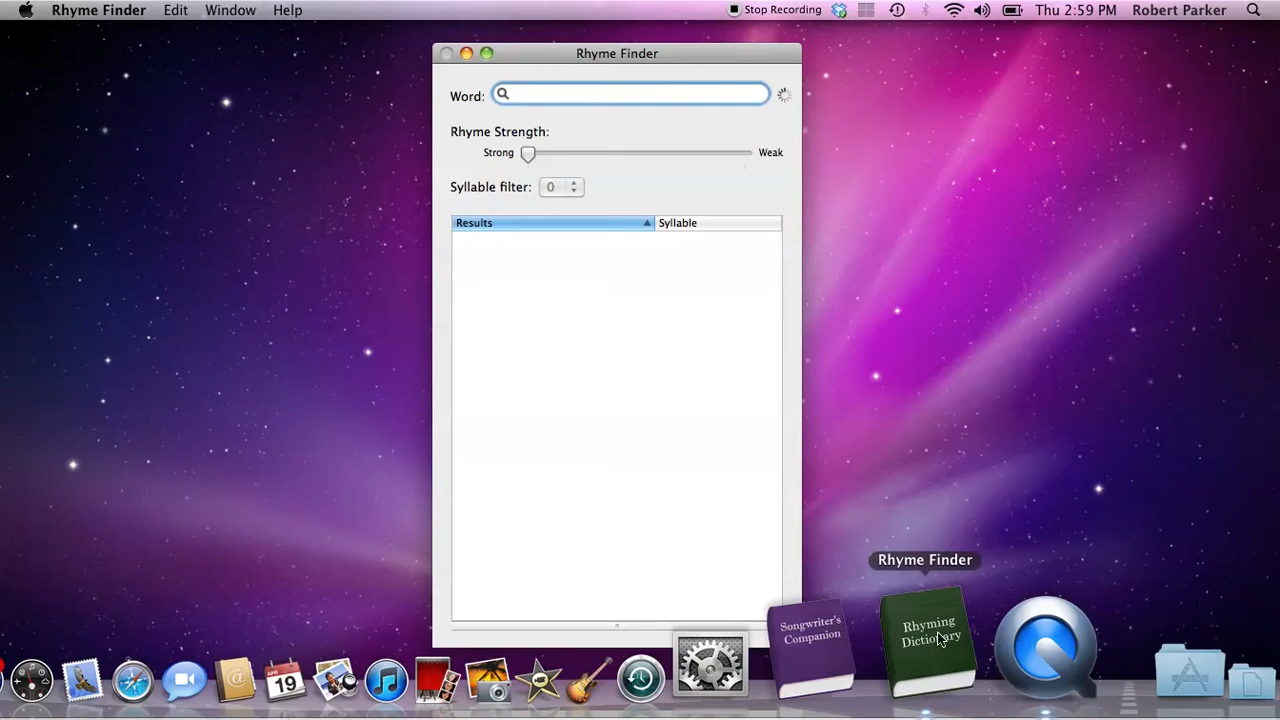 Rhyme Finder Edit Window Help Stop Recording Thu 2:59 PM Robert Parker
Rhyme Finder
Word:
Rhyme Strength:
Strong Weak
Syllable filter: 0
Results Syllable
Rhyme Finder
Songwriter's
Companion
Rhyming
Dictionary
19